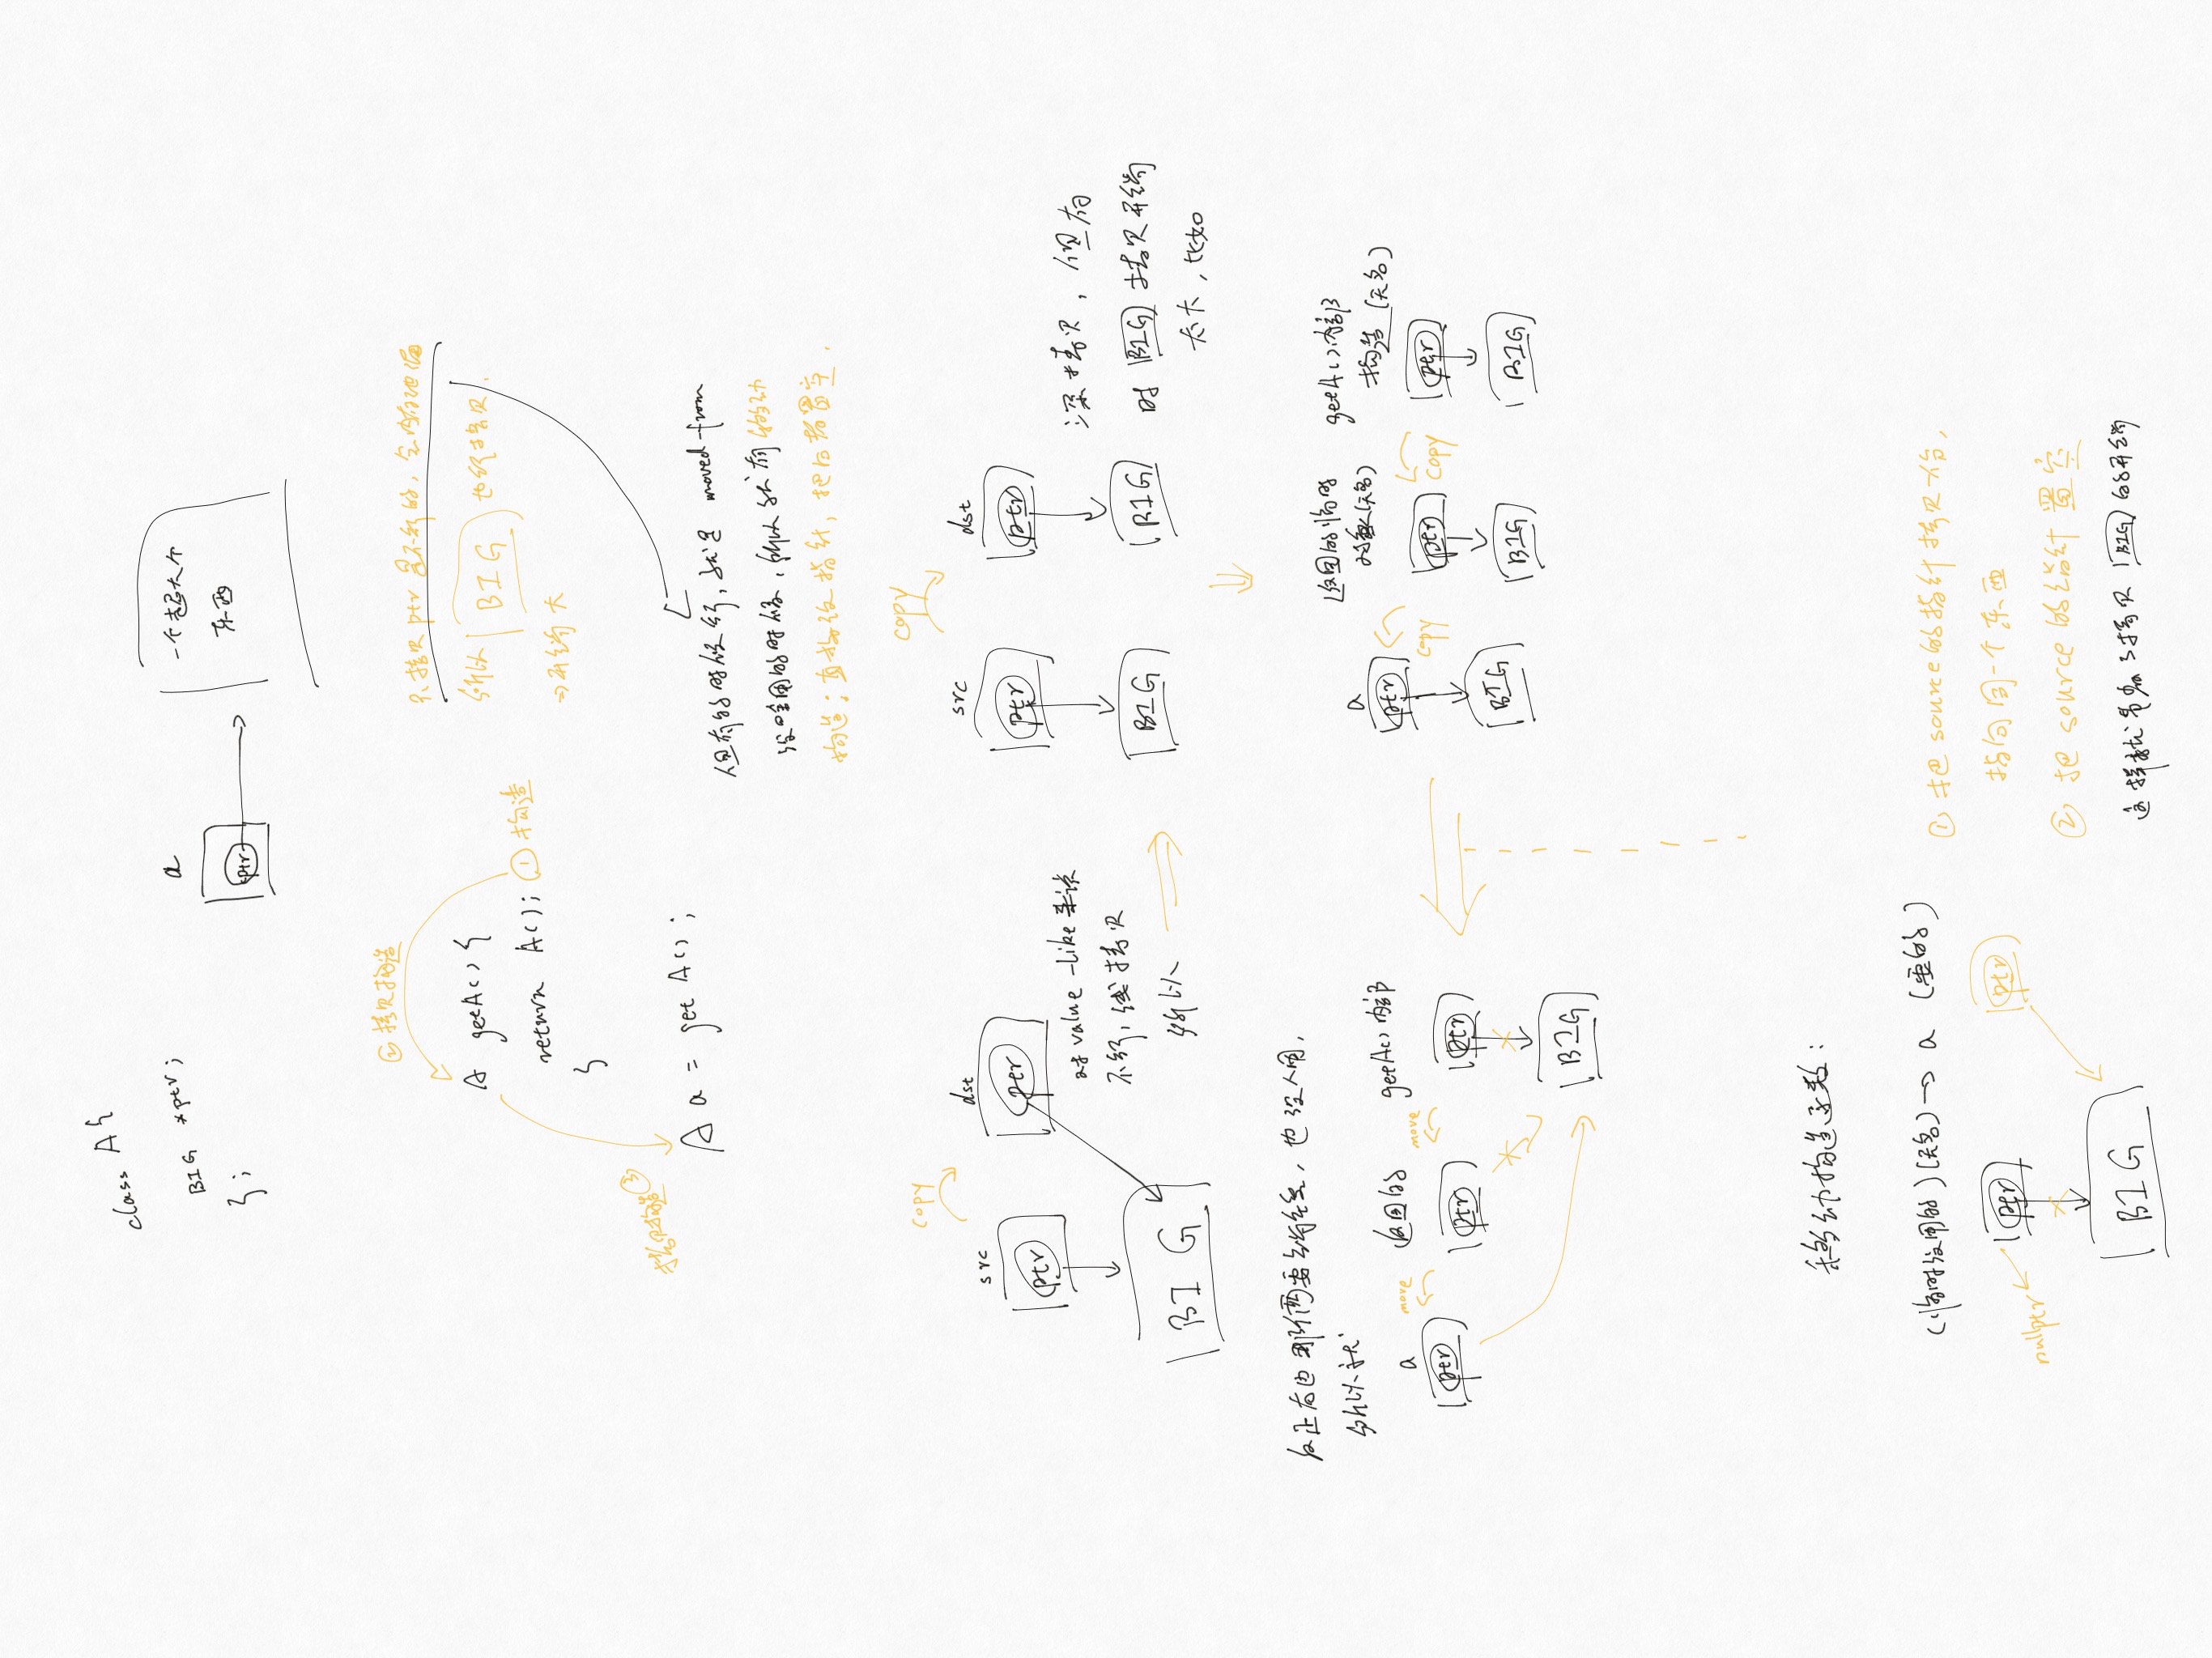 class A {
BIG *ptr;
};
a
ptr
一个超大个
东西
② 拷贝构造
A getA() {
return A(); ① 构造
}
拷贝构造 ③
A a = getA();
只拷贝 ptr 是不行的，会内存泄漏
所以 BIG 也得拷贝.
⇒ 开销大
但有的时候行，就是 moved-from
没啥用的时候，所以就有 移动
构造：直接改指针，把后者置空.
copy
src
dst
ptr
ptr
BIG
对 value-like 来说
不行，浅拷贝
所以
copy
src
dst
ptr
ptr
BIG
BIG
深拷贝，但有
时 BIG 拷贝开销
太大，比如
a
返回的临时
对象(无名)
getA()内部
构造 (无名)
ptr
copy
ptr
copy
ptr
BIG
BIG
BIG
反正右边那俩要销毁，也没人用，
所以就
a
move
返回的
move
getA()内部
ptr
ptr
ptr
BIG
移动构造函数：
(临时没用的)(无名) → a (要的)
nullptr
ptr
ptr
BIG
① 把 source 的指针拷贝一份，
指向同一个东西
② 把 source 的指针置空
这样就节省了拷贝 BIG 的开销